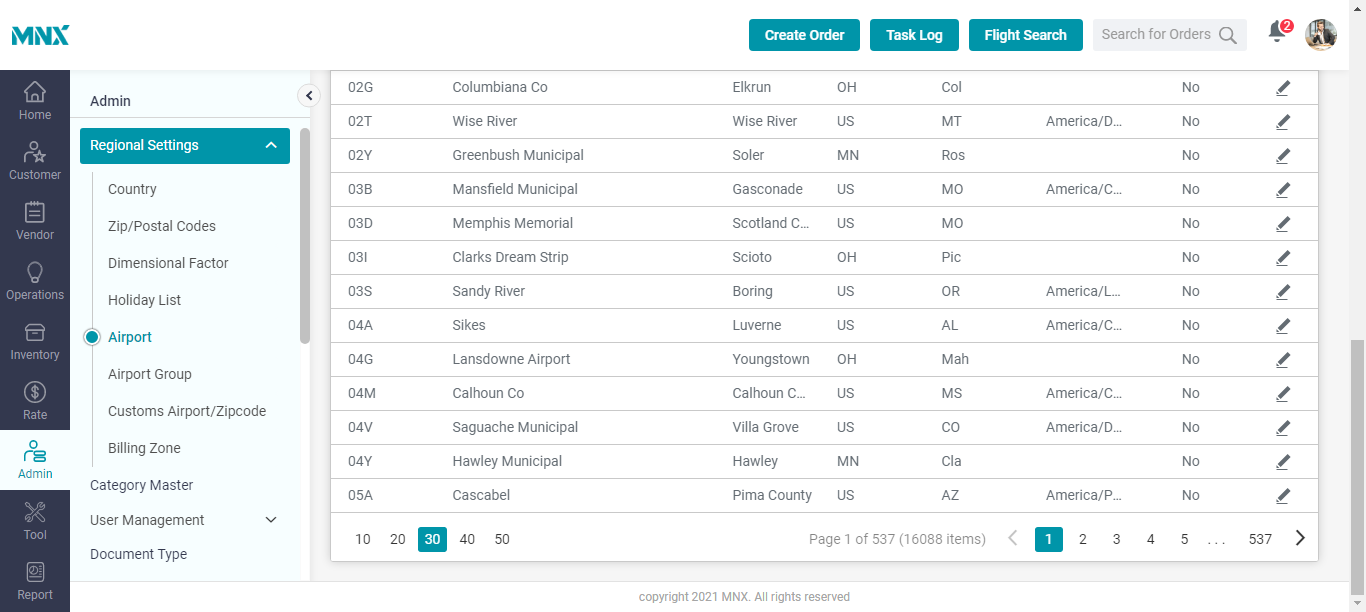 MNX
Create Order
Task Log
Flight Search
Search for Orders
2
Home
Customer
Vendor
Operations
Inventory
Rate
Admin
Tool
Report
Admin
Regional Settings
Country
Zip/Postal Codes
Dimensional Factor
Holiday List
Airport
Airport Group
Customs Airport/Zipcode
Billing Zone
Category Master
User Management
Document Type
02G Columbiana Co Elkrun OH Col No
02T Wise River Wise River US MT America/D... No
02Y Greenbush Municipal Soler MN Ros No
03B Mansfield Municipal Gasconade US MO America/C... No
03D Memphis Memorial Scotland C... US MO No
03I Clarks Dream Strip Scioto OH Pic No
03S Sandy River Boring US OR America/L... No
04A Sikes Luverne US AL America/C... No
04G Lansdowne Airport Youngstown OH Mah No
04M Calhoun Co Calhoun C... US MS America/C... No
04V Saguache Municipal Villa Grove US CO America/D... No
04Y Hawley Municipal Hawley MN Cla No
05A Cascabel Pima County US AZ America/P... No
10 20 30 40 50 Page 1 of 537 (16088 items) 1 2 3 4 5 ... 537
copyright 2021 MNX. All rights reserved